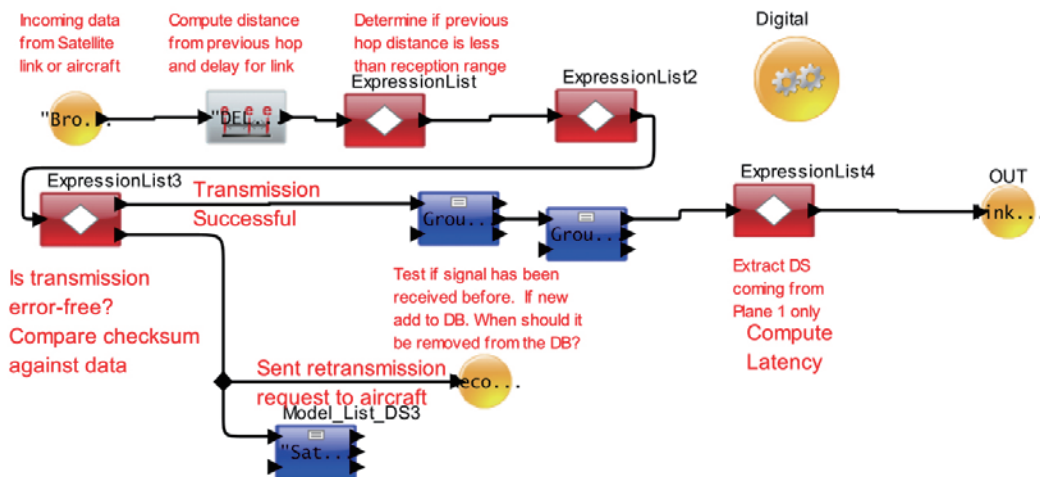 Incoming data
from Satellite
link or aircraft
Compute distance
from previous hop
and delay for link
Determine if previous
hop distance is less
than reception range
Digital
ExpressionList
ExpressionList2
"Bro...
"DEL...
ExpressionList3
Transmission
Successful
Grou...
Grou...
ExpressionList4
OUT
ink...
Is transmission
error-free?
Compare checksum
against data
Test if signal has been
received before. If new
add to DB. When should it
be removed from the DB?
Extract DS
coming from
Plane 1 only
Compute
Latency
Sent retransmission
request to aircraft
eco...
Model_List_DS3
"Sat...